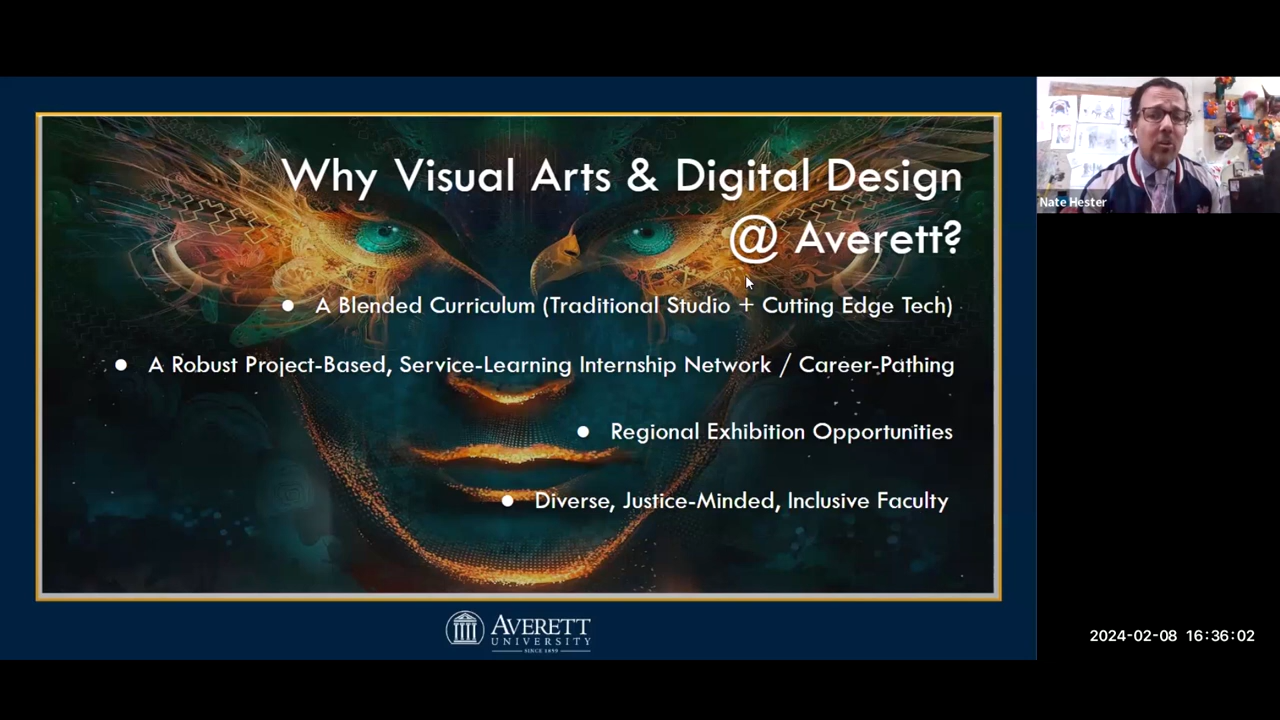 Why Visual Arts & Digital Design
@ Averett?
● A Blended Curriculum (Traditional Studio + Cutting Edge Tech)
● A Robust Project-Based, Service-Learning Internship Network / Career-Pathing
● Regional Exhibition Opportunities
● Diverse, Justice-Minded, Inclusive Faculty
AVERETT
UNIVERSITY
SINCE 1859
Nate Hester
2024-02-08 16:36:02